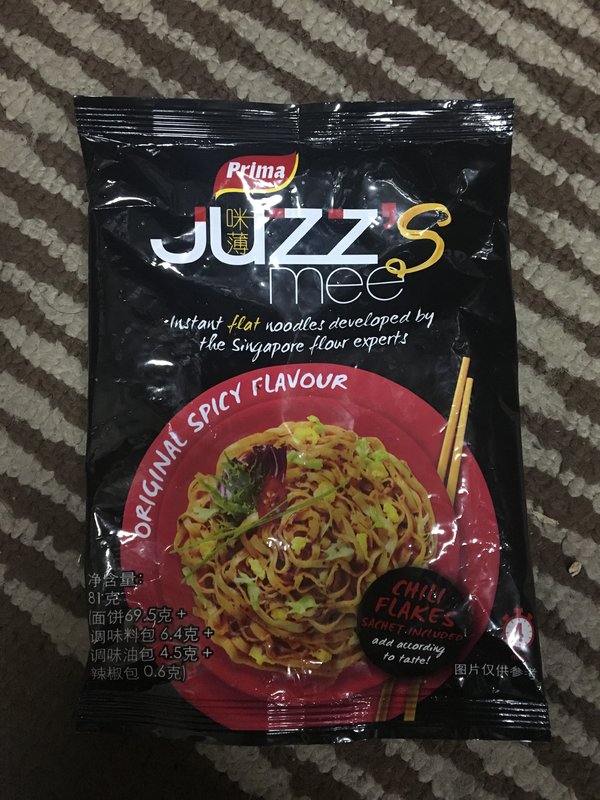 Prima
JUZZ'S
咪薄
mee
Instant flat noodles developed by
the Singapore flour experts
ORIGINAL SPICY FLAVOUR
净含量:
81克
(面饼69.5克 +
调味料包 6.4克 +
调味油包 4.5克 +
辣椒包 0.6克)
CHILI
FLAKES
SACHET INCLUDED
add according
to taste!
图片仅供参考